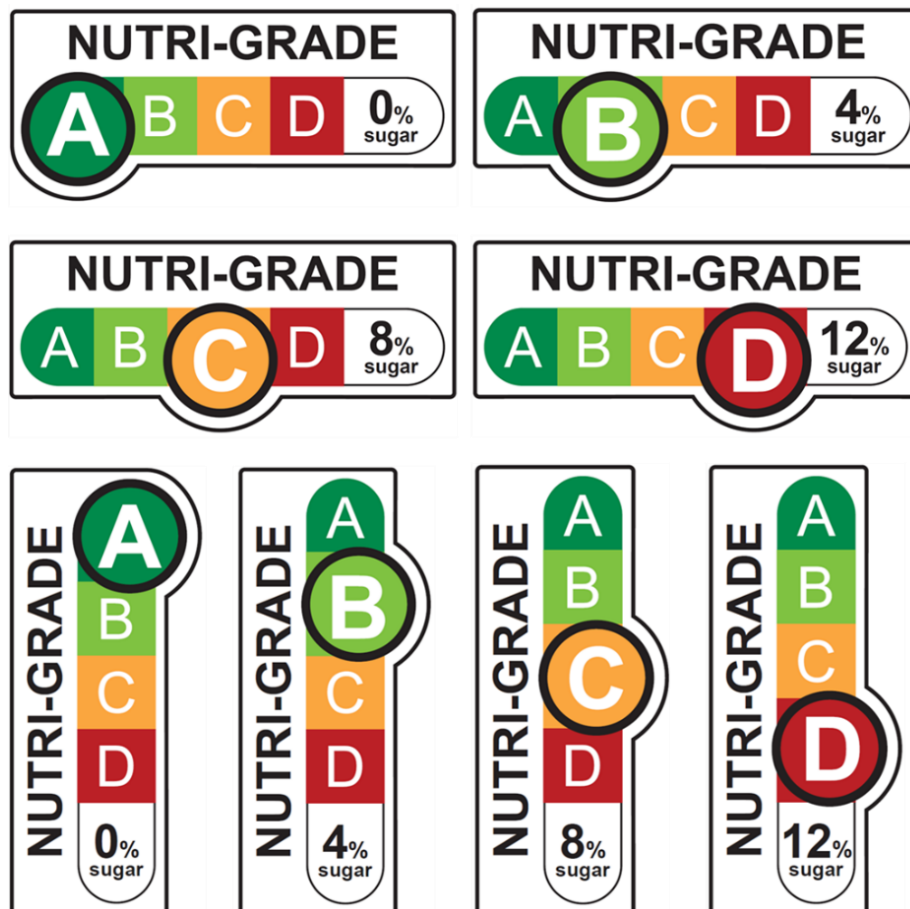 NUTRI-GRADE
A B C D 0% sugar
NUTRI-GRADE
A B C D 4% sugar
NUTRI-GRADE
A B C D 8% sugar
NUTRI-GRADE
A B C D 12% sugar
NUTRI-GRADE
A
B
C
D
0%
sugar
NUTRI-GRADE
A
B
C
D
4%
sugar
NUTRI-GRADE
A
B
C
D
8%
sugar
NUTRI-GRADE
A
B
C
D
12%
sugar